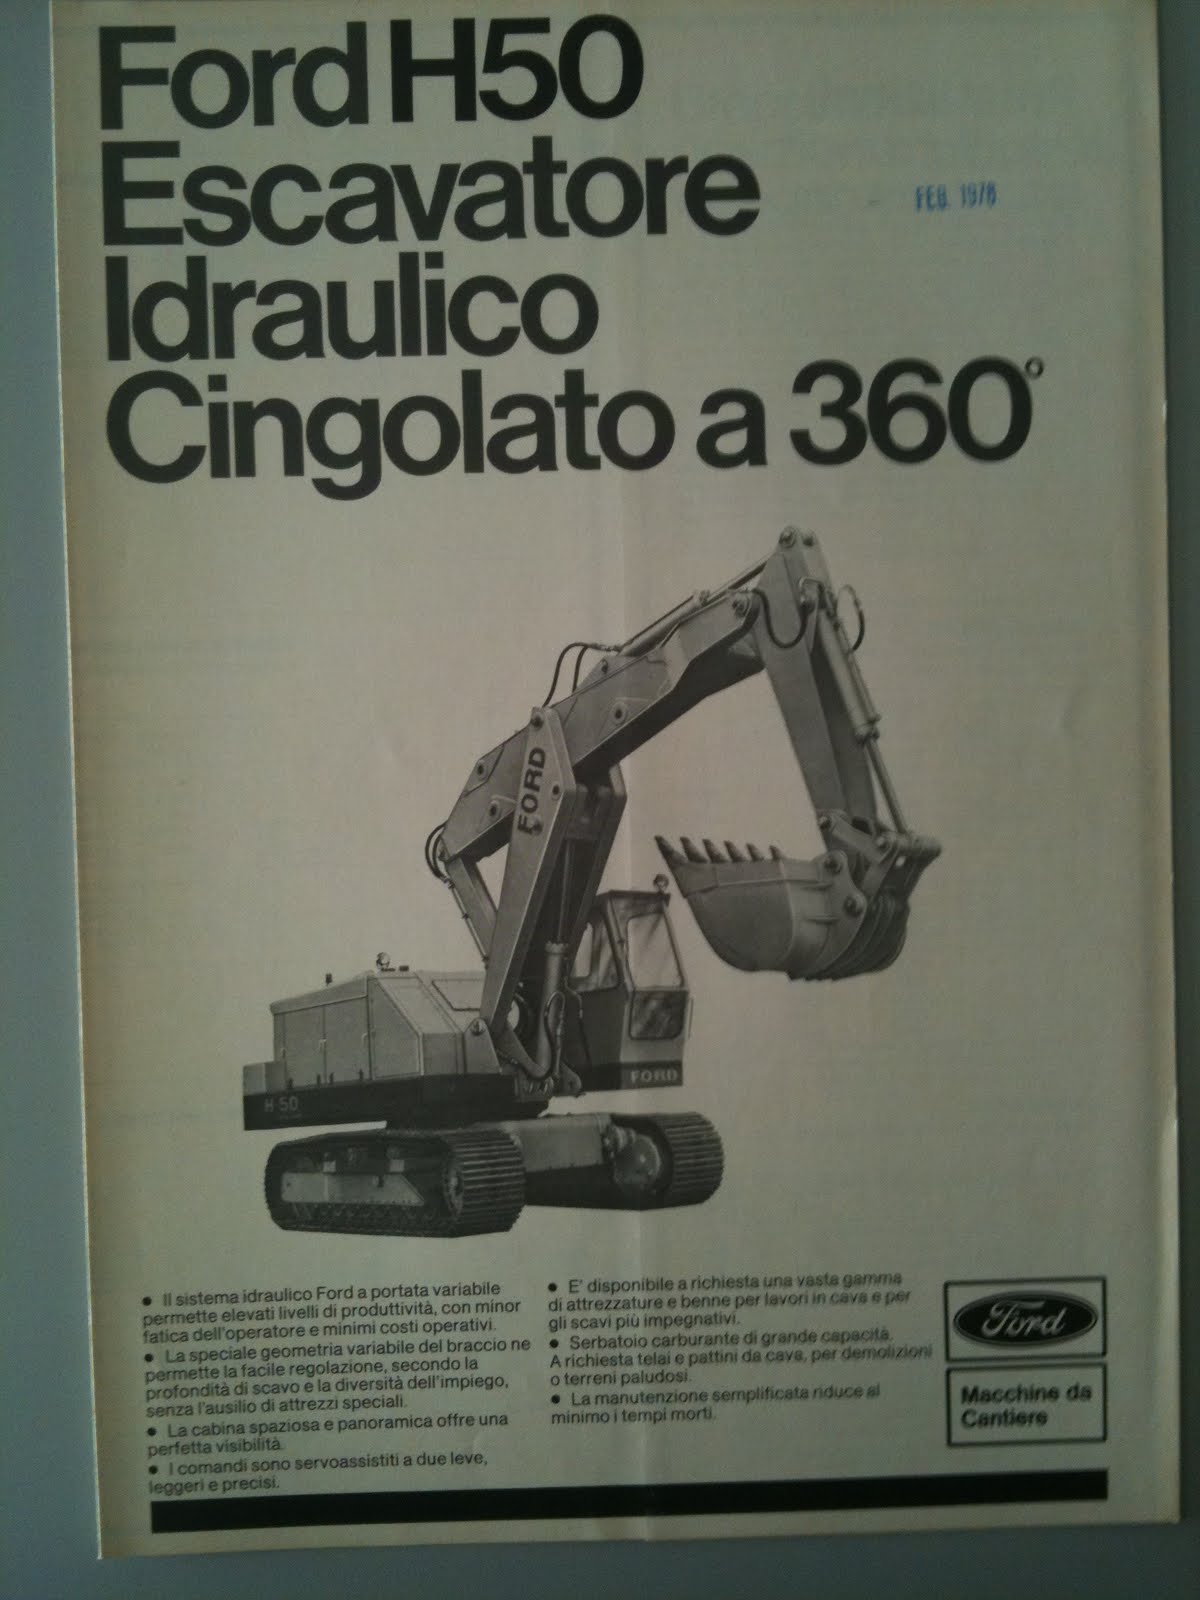 Ford H50
Escavatore
Idraulico
Cingolato a 360°
FEB. 1978
FORD
FORD
H 50
• Il sistema idraulico Ford a portata variabile
permette elevati livelli di produttività, con minor
fatica dell'operatore e minimi costi operativi.
• La speciale geometria variabile del braccio ne
permette la facile regolazione, secondo la
profondità di scavo e la diversità dell'impiego,
senza l'ausilio di attrezzi speciali.
• La cabina spaziosa e panoramica offre una
perfetta visibilità.
• I comandi sono servoassistiti a due leve,
leggeri e precisi.
• E' disponibile a richiesta una vasta gamma
di attrezzature e benne per lavori in cava e per
gli scavi più impegnativi.
• Serbatoio carburante di grande capacità.
A richiesta telai e pattini da cava, per demolizioni
o terreni paludosi.
• La manutenzione semplificata riduce al
minimo i tempi morti.
Ford
Macchine da
Cantiere